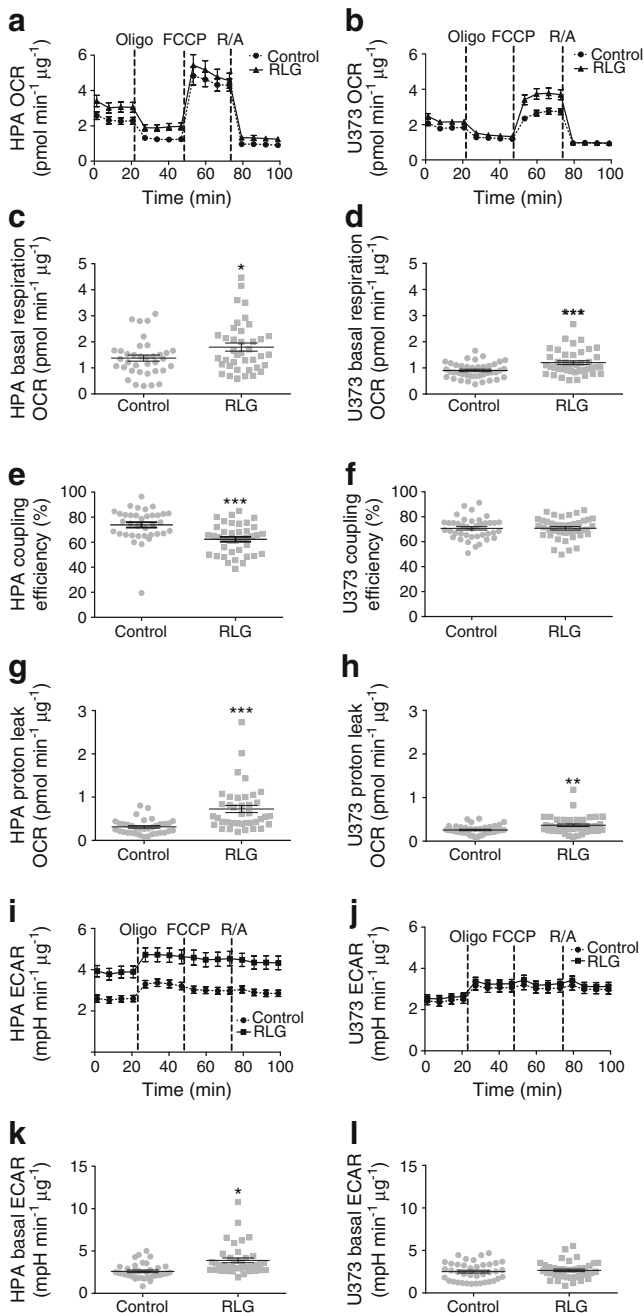 a
Oligo FCCP R/A
Control
RLG
HPA OCR
(pmol min⁻¹ µg⁻¹)
6
4
2
0
0 20 40 60 80 100
Time (min)
b
Oligo FCCP R/A
Control
RLG
U373 OCR
(pmol min⁻¹ µg⁻¹)
6
4
2
0
0 20 40 60 80 100
Time (min)
c
HPA basal respiration
OCR (pmol min⁻¹ µg⁻¹)
5
4
3
2
1
0
*
Control RLG
d
U373 basal respiration
OCR (pmol min⁻¹ µg⁻¹)
5
4
3
2
1
0
***
Control RLG
e
HPA coupling
efficiency (%)
100
80
60
40
20
0
***
Control RLG
f
U373 coupling
efficiency (%)
100
80
60
40
20
0
Control RLG
g
HPA proton leak
OCR (pmol min⁻¹ µg⁻¹)
3
2
1
0
***
Control RLG
h
U373 proton leak
OCR (pmol min⁻¹ µg⁻¹)
3
2
1
0
**
Control RLG
i
Oligo FCCP R/A
HPA ECAR
(mpH min⁻¹ µg⁻¹)
6
4
2
Control
RLG
0 20 40 60 80 100
Time (min)
j
Oligo FCCP R/A
Control
RLG
U373 ECAR
(mpH min⁻¹ µg⁻¹)
6
4
2
0
0 20 40 60 80 100
Time (min)
k
HPA basal ECAR
(mpH min⁻¹ µg⁻¹)
15
10
5
0
*
Control RLG
l
U373 basal ECAR
(mpH min⁻¹ µg⁻¹)
15
10
5
0
Control RLG